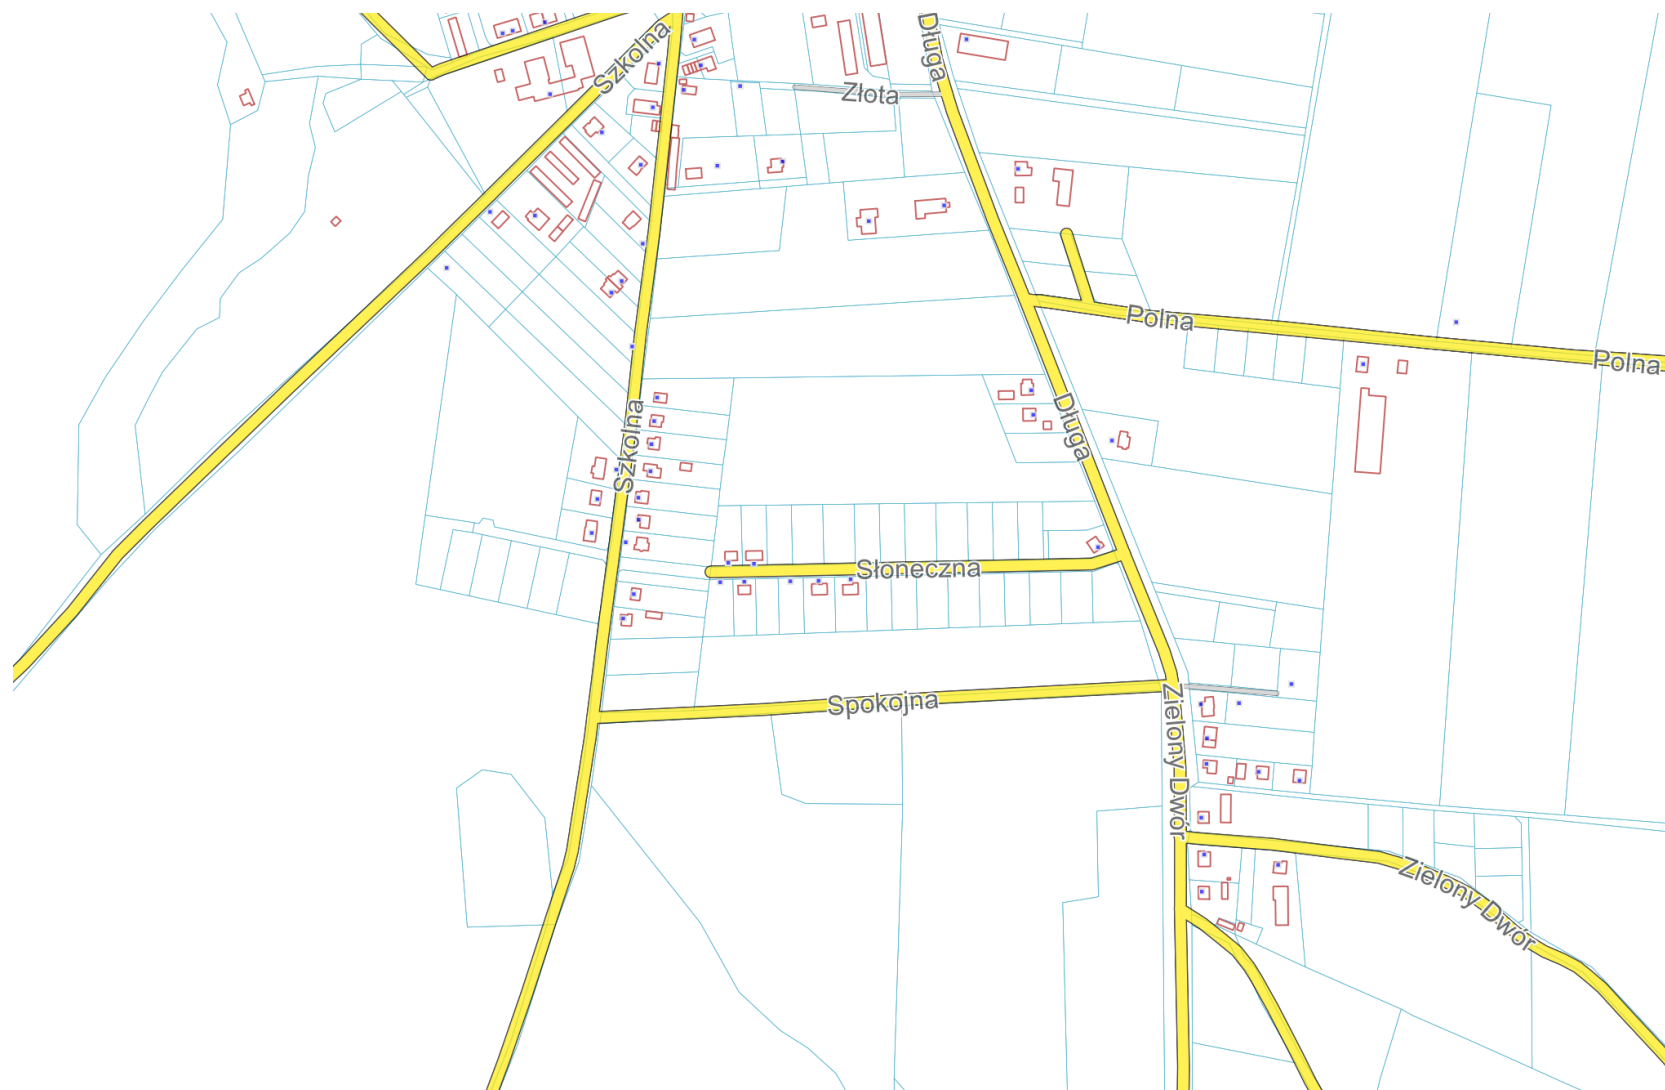 Szkolna
Długa
Złota
Polna
Polna
Długa
Szkolna
Słoneczna
Spokojna
Zielony Dwór
Zielony Dwór